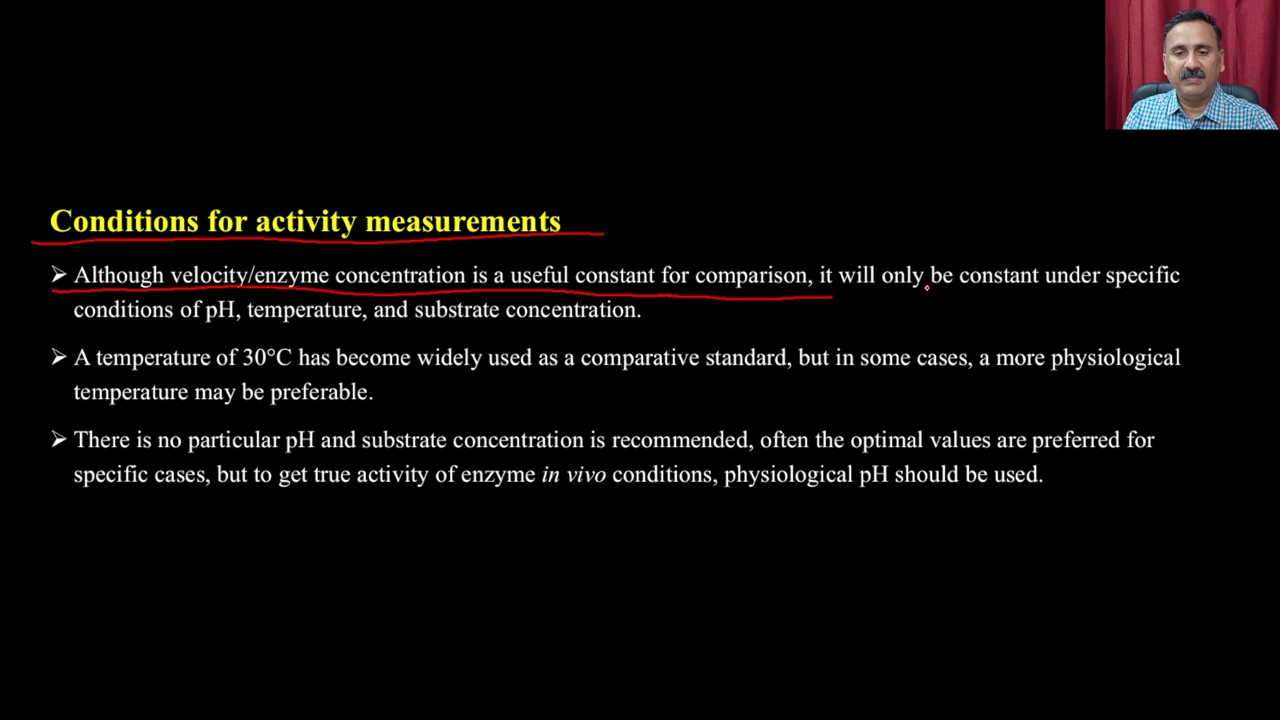 Conditions for activity measurements
➢ Although velocity/enzyme concentration is a useful constant for comparison, it will only be constant under specific
conditions of pH, temperature, and substrate concentration.
➢ A temperature of 30°C has become widely used as a comparative standard, but in some cases, a more physiological
temperature may be preferable.
➢ There is no particular pH and substrate concentration is recommended, often the optimal values are preferred for
specific cases, but to get true activity of enzyme in vivo conditions, physiological pH should be used.